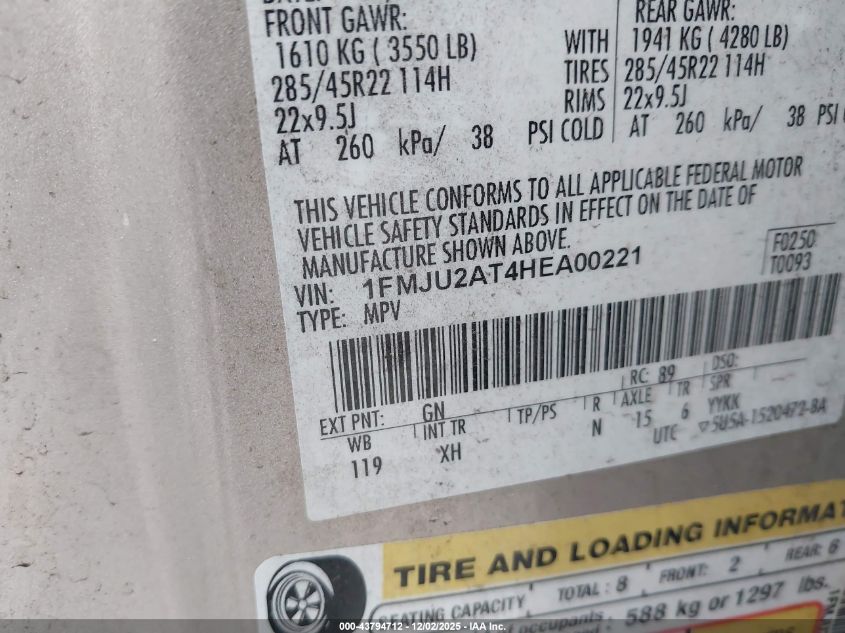 FRONT GAWR:
REAR GAWR:
1610 KG ( 3550 LB)
WITH
1941 KG ( 4280 LB)
285/45R22 114H
TIRES
285/45R22 114H
22x9.5J
RIMS
22x9.5J
AT 260 kPa/ 38 PSI COLD
AT 260 kPa/ 38 PSI
THIS VEHICLE CONFORMS TO ALL APPLICABLE FEDERAL MOTOR
VEHICLE SAFETY STANDARDS IN EFFECT ON THE DATE OF
MANUFACTURE SHOWN ABOVE.
F0250
VIN: 1FMJU2AT4HEA00221
T0093
TYPE: MPV
RC: 89 DSO:
EXT PNT: GN
WB INT TR TP/PS R AXLE TR SPR
119 XH N 15 6 YYKK
UTC ▽5U5A-1520472-BA
TIRE AND LOADING INFORMAT
SEATING CAPACITY TOTAL: 8 FRONT: 2 REAR: 6
occupants 588 kg or 1297 lbs.
000-43794712 - 12/02/2025 - IAA Inc.